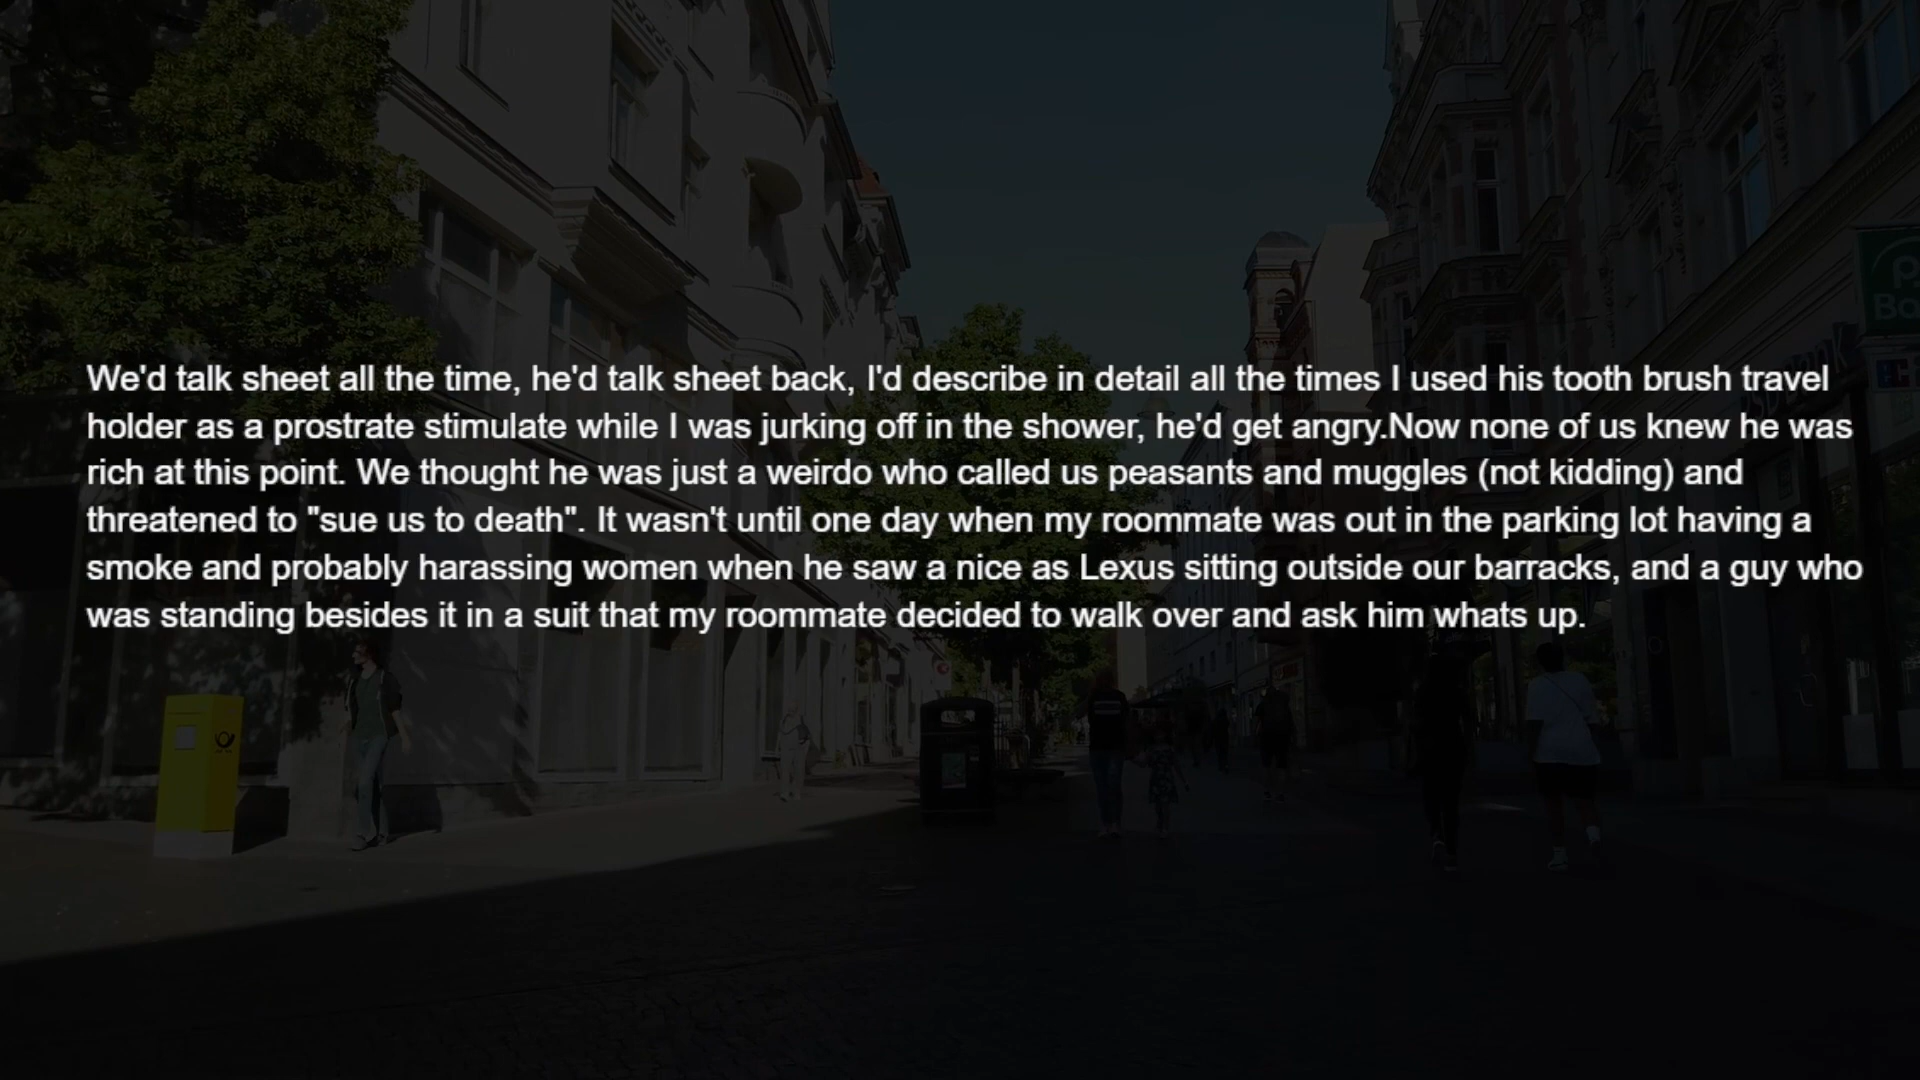 We'd talk sheet all the time, he'd talk sheet back, I'd describe in detail all the times I used his tooth brush travel
holder as a prostrate stimulate while I was jurking off in the shower, he'd get angry.Now none of us knew he was
rich at this point. We thought he was just a weirdo who called us peasants and muggles (not kidding) and
threatened to "sue us to death". It wasn't until one day when my roommate was out in the parking lot having a
smoke and probably harassing women when he saw a nice as Lexus sitting outside our barracks, and a guy who
was standing besides it in a suit that my roommate decided to walk over and ask him whats up.